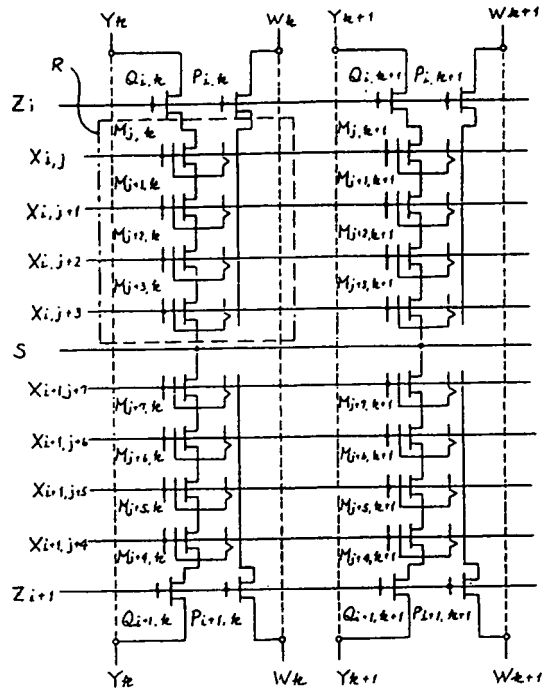 Yk Wk Yk+1 Wk+1
R
Qi,k Pi,k Qi,k+1 Pi,k+1
Zi
Mj,k Mj,k+1
Xi,j
Mj+1,k Mj+1,k+1
Xi,j+1
Mj+2,k Mj+2,k+1
Xi,j+2
Mj+3,k Mj+3,k+1
Xi,j+3
S
Xi+1,j+7
Mj+7,k Mj+7,k+1
Xi+1,j+6
Mj+6,k Mj+6,k+1
Xi+1,j+5
Mj+5,k Mj+5,k+1
Xi+1,j+4
Mj+4,k Mj+4,k+1
Zi+1
Qi+1,k Pi+1,k Qi+1,k+1 Pi+1,k+1
Yk Wk Yk+1 Wk+1